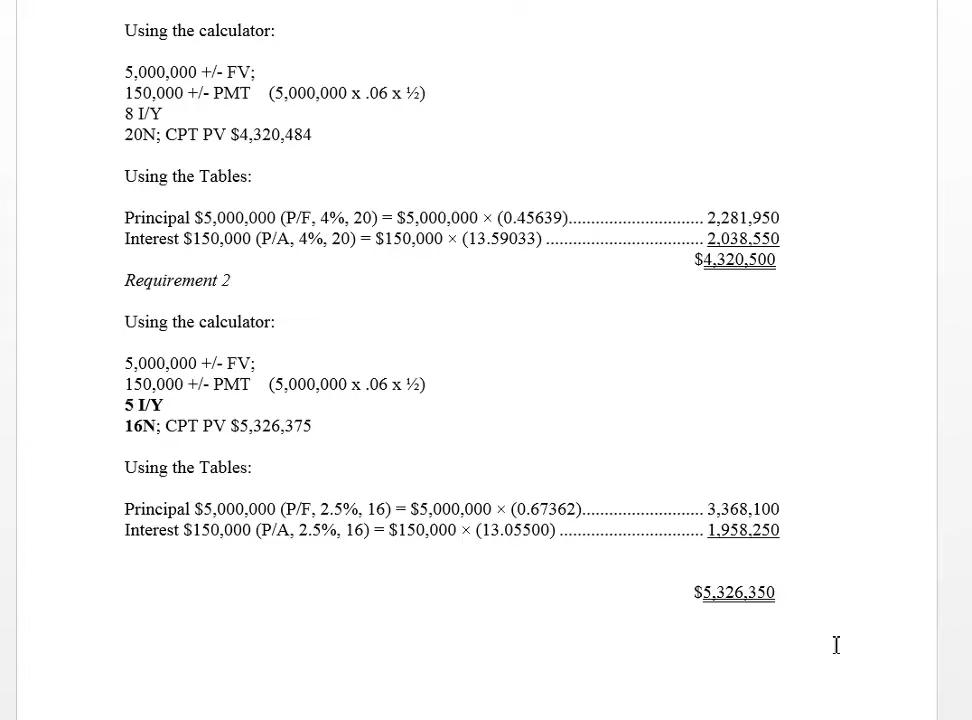 Using the calculator:
5,000,000 +/- FV;
150,000 +/- PMT (5,000,000 x .06 x ½)
8 I/Y
20N; CPT PV $4,320,484
Using the Tables:
Principal $5,000,000 (P/F, 4%, 20) = $5,000,000 × (0.45639).............................. 2,281,950
Interest $150,000 (P/A, 4%, 20) = $150,000 × (13.59033) ................................... 2,038,550
$4,320,500
Requirement 2
Using the calculator:
5,000,000 +/- FV;
150,000 +/- PMT (5,000,000 x .06 x ½)
5 I/Y
16N; CPT PV $5,326,375
Using the Tables:
Principal $5,000,000 (P/F, 2.5%, 16) = $5,000,000 × (0.67362)........................... 3,368,100
Interest $150,000 (P/A, 2.5%, 16) = $150,000 × (13.05500) ................................ 1,958,250
$5,326,350